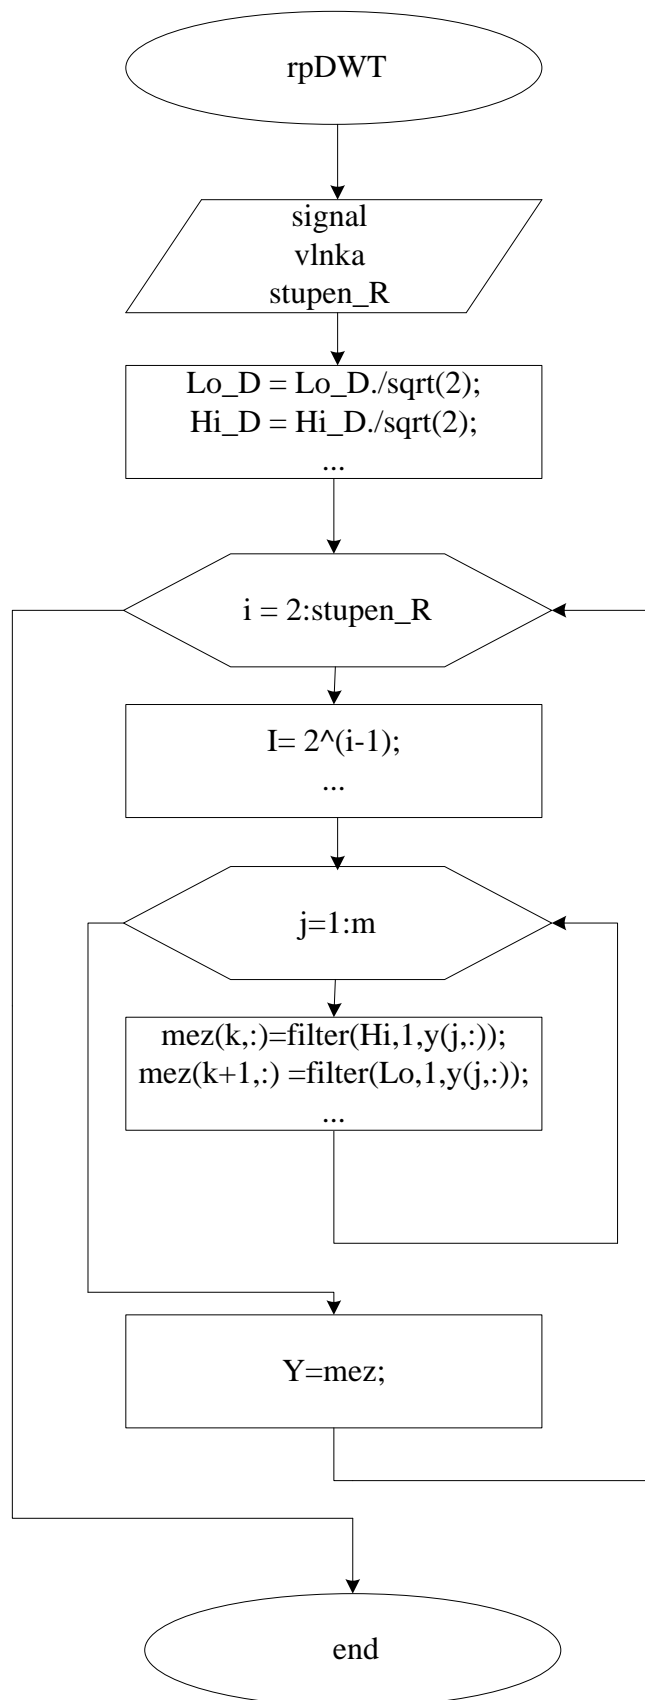 rpDWT
signal
vlnka
stupen_R
Lo_D = Lo_D./sqrt(2);
Hi_D = Hi_D./sqrt(2);
...
i = 2:stupen_R
I= 2^(i-1);
...
j=1:m
mez(k,:)=filter(Hi,1,y(j,:));
mez(k+1,:) =filter(Lo,1,y(j,:));
...
Y=mez;
end